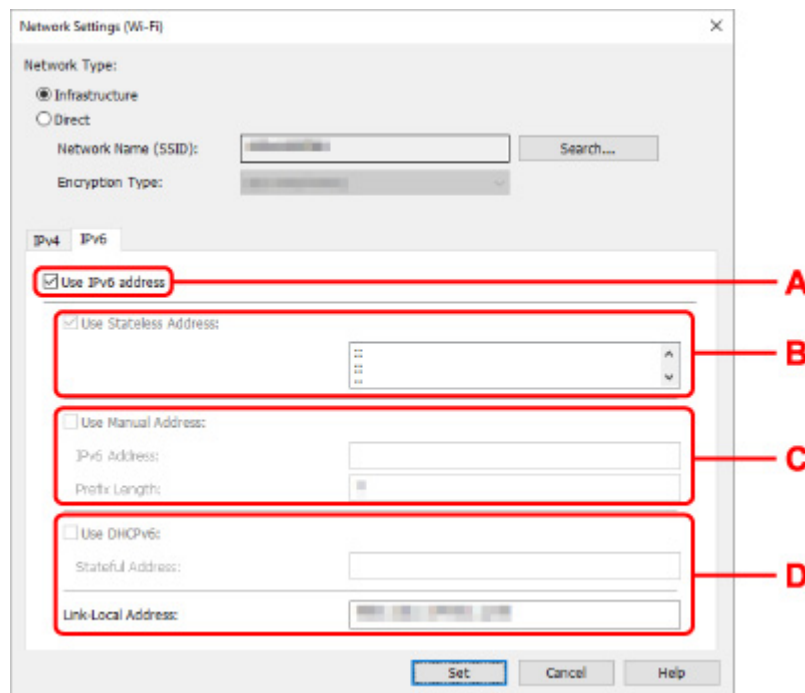 Network Settings (Wi-Fi)
Network Type:
Infrastructure
Direct
Network Name (SSID):
Search...
Encryption Type:
IPv4 IPv6
Use IPv6 address
A
Use Stateless Address:
::
::
::
B
Use Manual Address:
IPv6 Address:
C
Prefix Length:
Use DHCPv6:
Stateful Address:
D
Link-Local Address:
Set Cancel Help